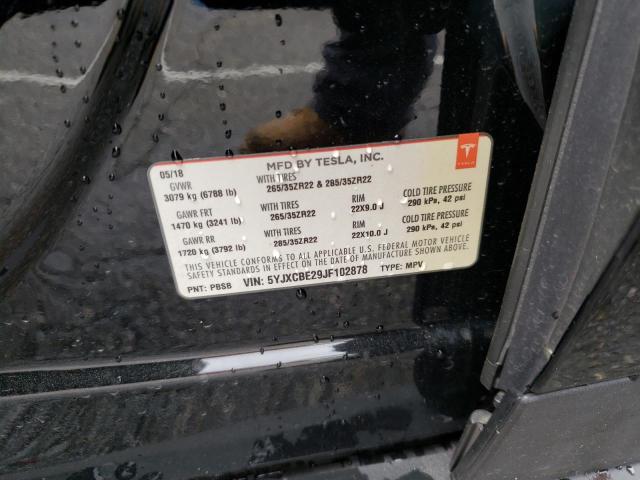 05/18 MFD BY TESLA, INC. TESLA
GVWR WITH TIRES COLD TIRE PRESSURE
3079 kg (6788 lb) 265/35ZR22 & 285/35ZR22 290 kPa, 42 psi
GAWR FRT WITH TIRES RIM
1470 kg (3241 lb) 265/35ZR22 22X9.0 J
GAWR RR WITH TIRES RIM COLD TIRE PRESSURE
1720 kg (3792 lb) 285/35ZR22 22X10.0 J 290 kPa, 42 psi
THIS VEHICLE CONFORMS TO ALL APPLICABLE U.S. FEDERAL MOTOR VEHICLE
SAFETY STANDARDS IN EFFECT ON THE DATE OF MANUFACTURE SHOWN ABOVE.
PNT: PBSB VIN: 5YJXCBE29JF102878 TYPE: MPV